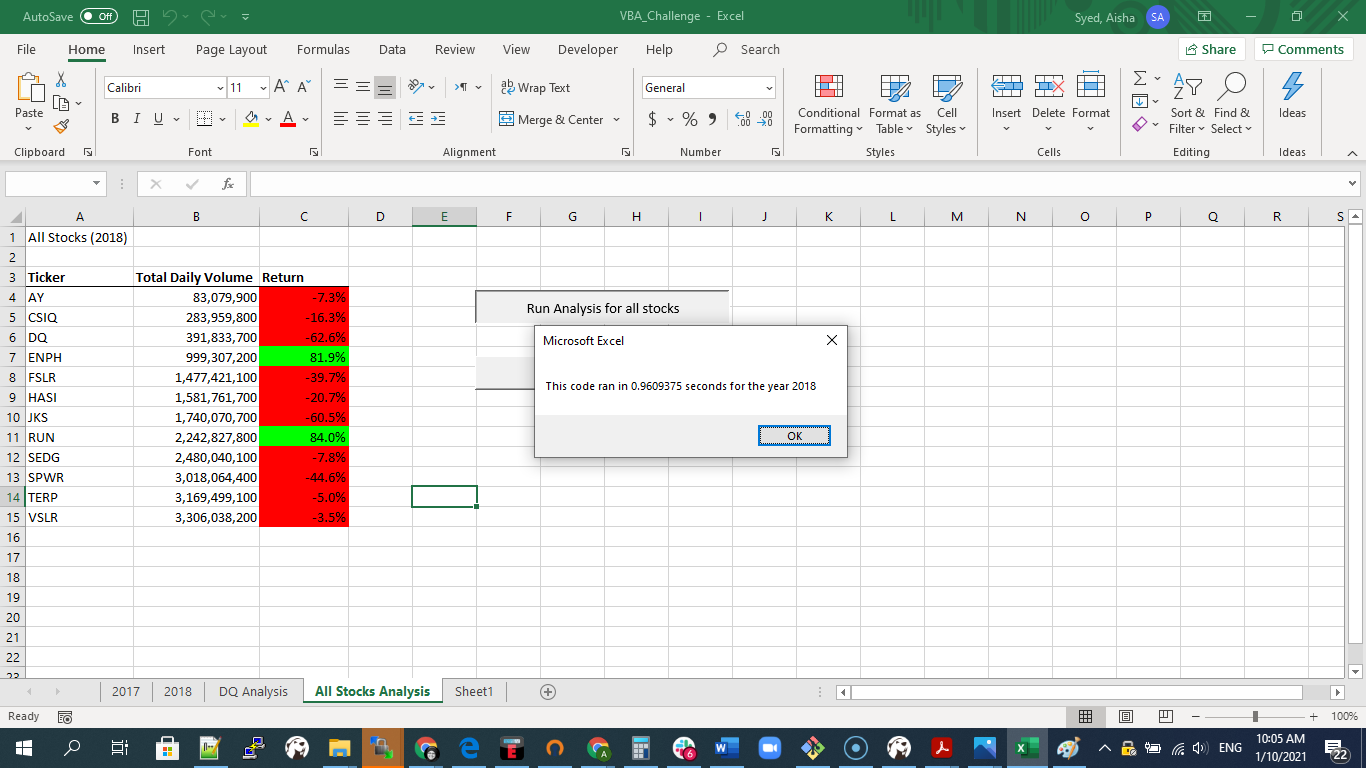 AutoSave Off VBA_Challenge - Excel Syed, Aisha SA
File Home Insert Page Layout Formulas Data Review View Developer Help Search Share Comments
Calibri 11 Wrap Text General
Paste B I U Merge & Center $ % Conditional Formatting Format as Table Cell Styles Insert Delete Format Sort & Filter Find & Select Ideas
Clipboard Font Alignment Number Styles Cells Editing Ideas
fx
A B C D E F G H I J K L M N O P Q R S
1 All Stocks (2018)
2
3 Ticker Total Daily Volume Return
4 AY 83,079,900 -7.3%
Run Analysis for all stocks
5 CSIQ 283,959,800 -16.3%
6 DQ 391,833,700 -62.6%
Microsoft Excel
7 ENPH 999,307,200 81.9%
8 FSLR 1,477,421,100 -39.7%
This code ran in 0.9609375 seconds for the year 2018
9 HASI 1,581,761,700 -20.7%
10 JKS 1,740,070,700 -60.5%
11 RUN 2,242,827,800 84.0%
OK
12 SEDG 2,480,040,100 -7.8%
13 SPWR 3,018,064,400 -44.6%
14 TERP 3,169,499,100 -5.0%
15 VSLR 3,306,038,200 -3.5%
16
17
18
19
20
21
22
23
2017 2018 DQ Analysis All Stocks Analysis Sheet1
Ready 100%
ENG 10:05 AM
1/10/2021 22